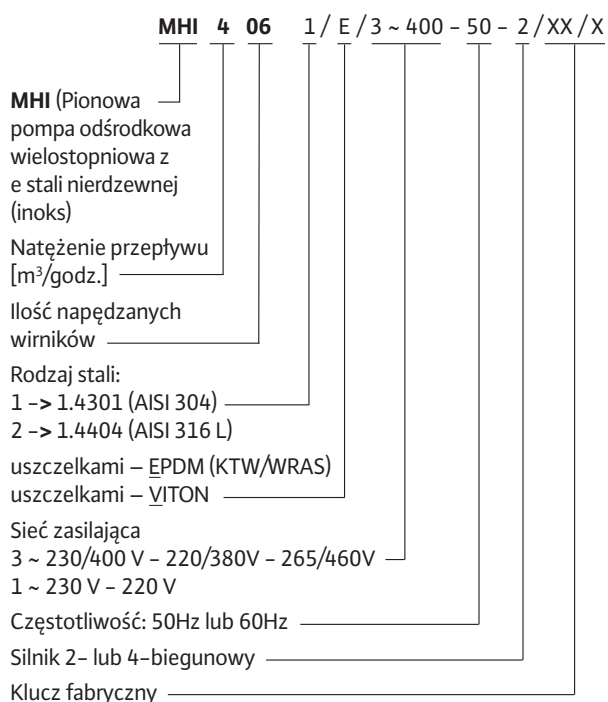 MHI 4 06 1 / E / 3 ~ 400 – 50 – 2 / XX / X
MHI (Pionowa
pompa odśrodkowa
wielostopniowa z
e stali nierdzewnej
(inoks)
Natężenie przepływu
[m³/godz.]
Ilość napędzanych
wirników
Rodzaj stali:
1 –> 1.4301 (AISI 304)
2 –> 1.4404 (AISI 316 L)
uszczelkami – EPDM (KTW/WRAS)
uszczelkami – VITON
Sieć zasilająca
3 ~ 230/400 V – 220/380V – 265/460V
1 ~ 230 V – 220 V
Częstotliwość: 50Hz lub 60Hz
Silnik 2– lub 4–biegunowy
Klucz fabryczny